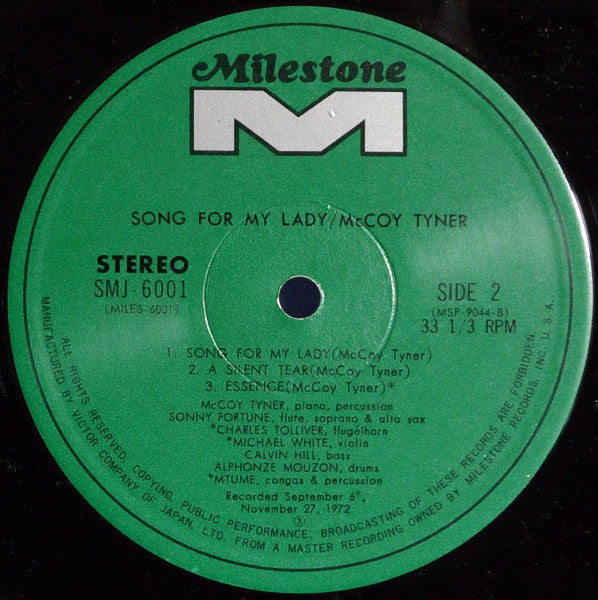 Milestone
SONG FOR MY LADY/McCOY TYNER
STEREO
SMJ-6001
(MILES-6001)
SIDE 2
(MSP-9044-B)
33 1/3 RPM
1. SONG FOR MY LADY(McCoy Tyner)
2. A SILENT TEAR(McCoy Tyner)
3. ESSENCE(McCoy Tyner)*
McCOY TYNER, piano, percussion
SONNY FORTUNE, flute, soprano & alto sax
*CHARLES TOLLIVER, flugelhorn
*MICHAEL WHITE, violin
CALVIN HILL, bass
ALPHONZE MOUZON, drums
*MTUME, congas & percussion
Recorded September 6th,
November 27, 1972
ALL RIGHTS RESERVED. COPYING, PUBLIC PERFORMANCE, BROADCASTING OF THESE RECORDS ARE FORBIDDEN.
MANUFACTURED BY VICTOR COMPANY OF JAPAN, LTD. FROM A MASTER RECORDING OWNED BY MILESTONE RECORDS, INC. U.S.A.